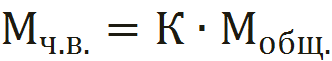 Мч.в. = К · Мобщ.